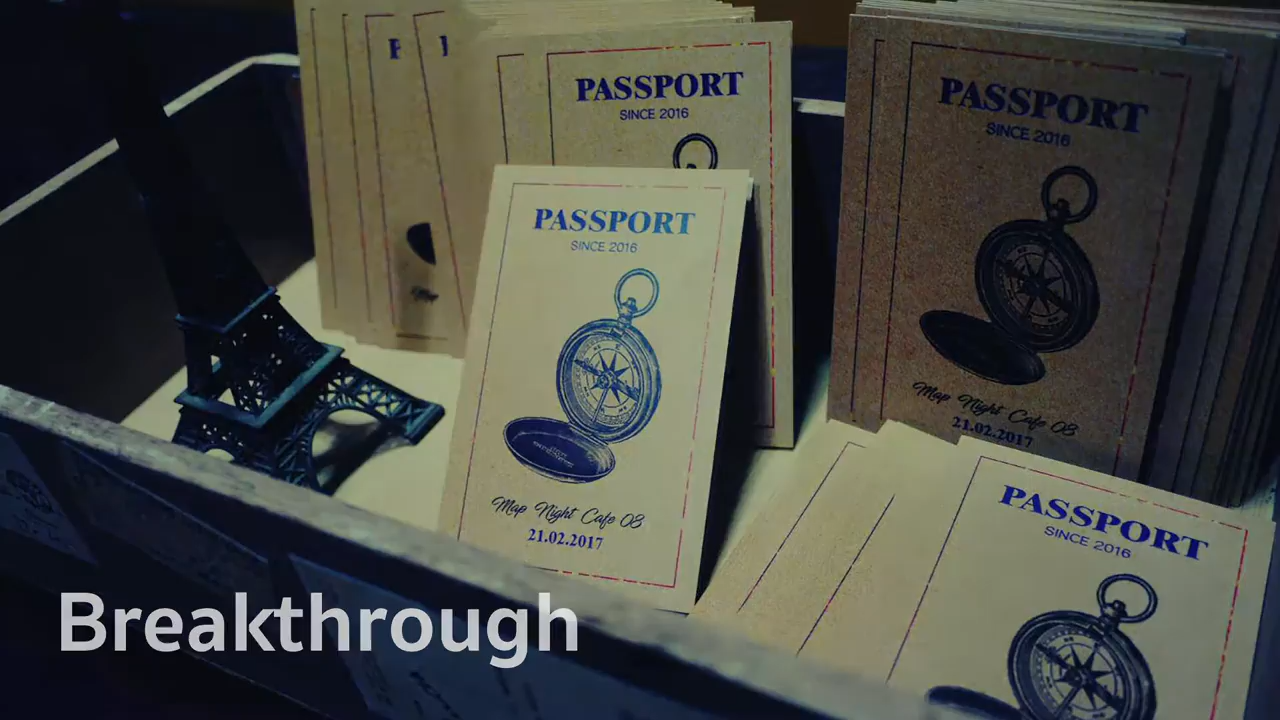 PASSPORT
SINCE 2016
PASSPORT
SINCE 2016
PASSPORT
SINCE 2016
Map Night Cafe 08
21.02.2017
Map Night Cafe 08
21.02.2017
PASSPORT
SINCE 2016
Breakthrough